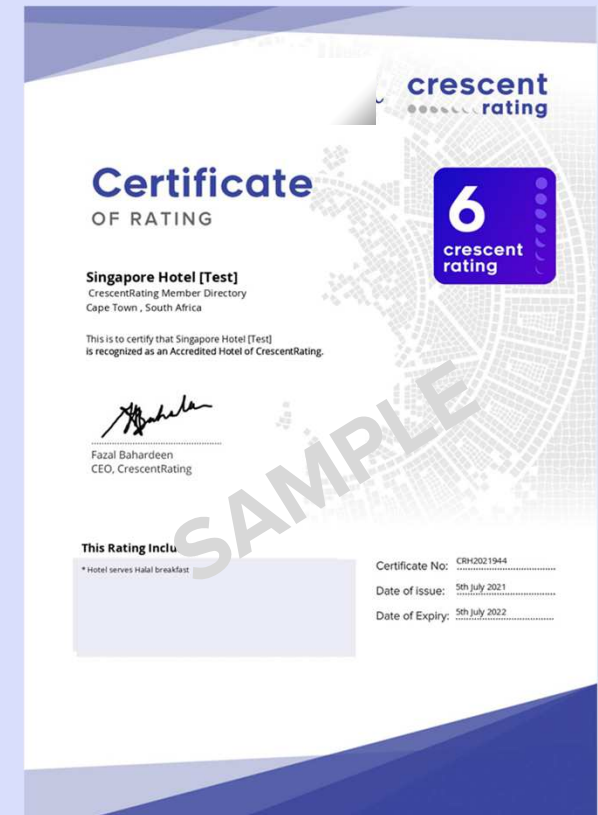 crescent
rating
Certificate
OF RATING
6
crescent
rating
Singapore Hotel [Test]
CrescentRating Member Directory
Cape Town , South Africa
This is to certify that Singapore Hotel [Test]
is recognized as an Accredited Hotel of CrescentRating.
Fazal Bahardeen
CEO, CrescentRating
SAMPLE
This Rating Inclu
* Hotel serves Halal breakfast
Certificate No: CRH2021944
Date of issue: 5th July 2021
Date of Expiry: 5th July 2022